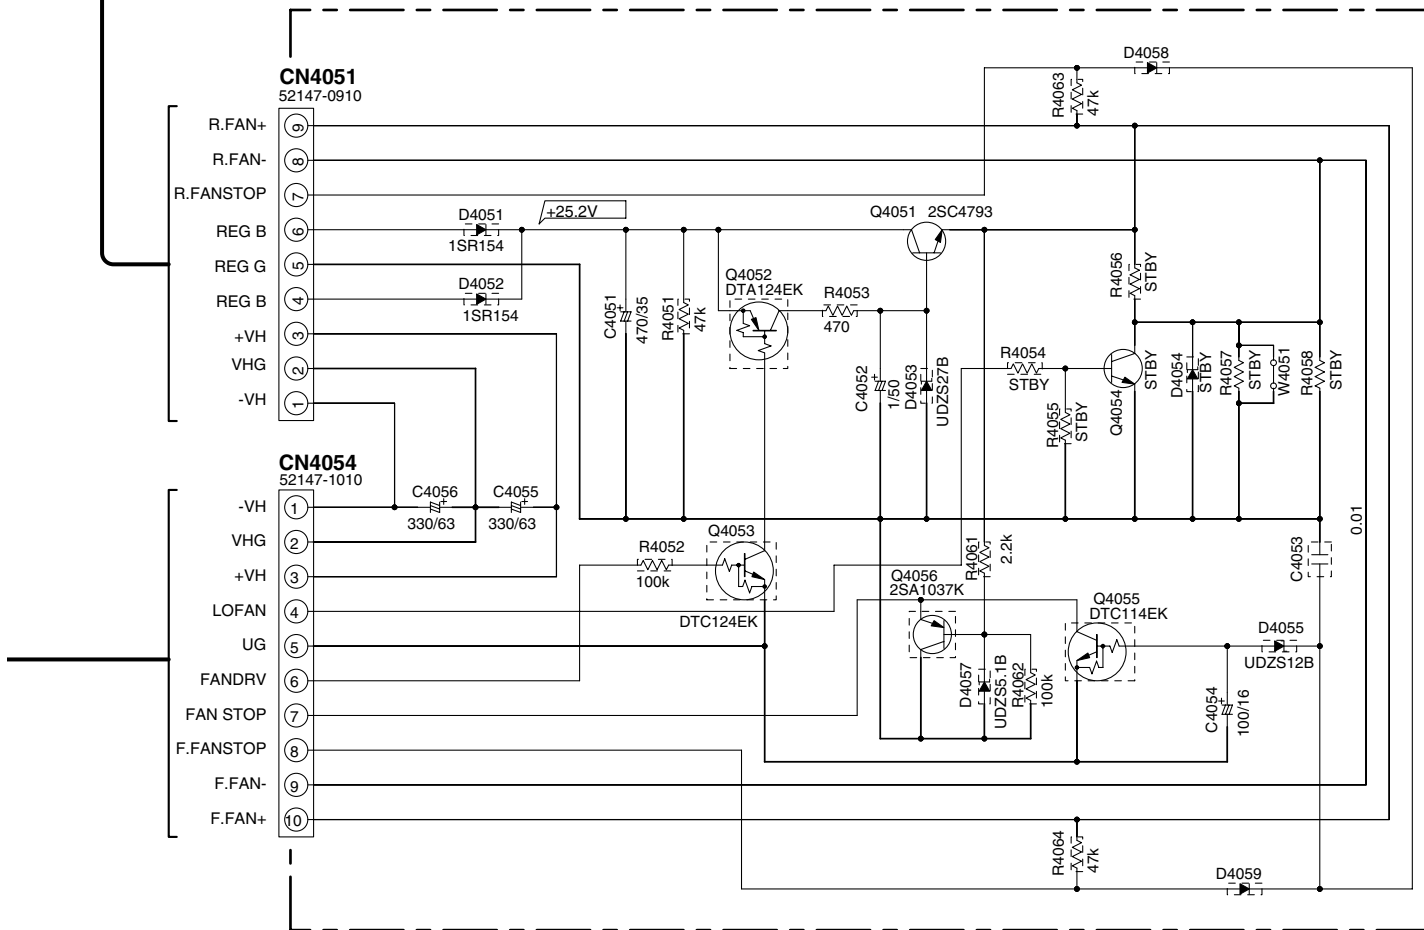 CN4051
52147-0910
R.FAN+
9
R.FAN-
8
R.FANSTOP
7
REG B
6
REG G
5
REG B
4
+VH
3
VHG
2
-VH
1
CN4054
52147-1010
-VH
1
VHG
2
+VH
3
LOFAN
4
UG
5
FANDRV
6
FAN STOP
7
F.FANSTOP
8
F.FAN-
9
F.FAN+
10
D4058
R4063
47k
D4051
1SR154
+25.2V
D4052
1SR154
Q4051 2SC4793
Q4052
DTA124EK
R4053
470
C4051
+
470/35
R4051
47k
C4052
+
1/50
D4053
UDZS27B
R4054
STBY
R4055
STBY
R4056
STBY
Q4054
STBY
D4054
STBY
R4057
STBY
W4051
R4058
STBY
C4056
+
330/63
C4055
+
330/63
R4052
100k
Q4053
DTC124EK
R4061
2.2k
Q4056
2SA1037K
D4057
UDZS5.1B
R4062
100k
Q4055
DTC114EK
D4055
UDZS12B
C4054
+
100/16
C4053
0.01
R4064
47k
D4059